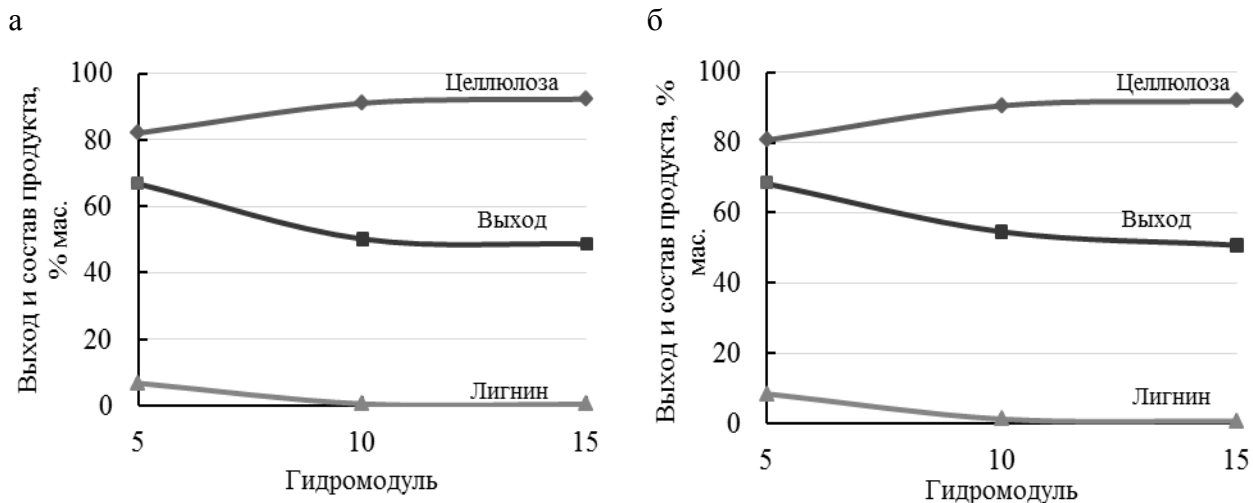 а
Выход и состав продукта,
% мас.
100
80
60
40
20
0
Целлюлоза
Выход
Лигнин
5 10 15
Гидромодуль
б
Выход и состав продукта, %
мас.
100
80
60
40
20
0
Целлюлоза
Выход
Лигнин
5 10 15
Гидромодуль